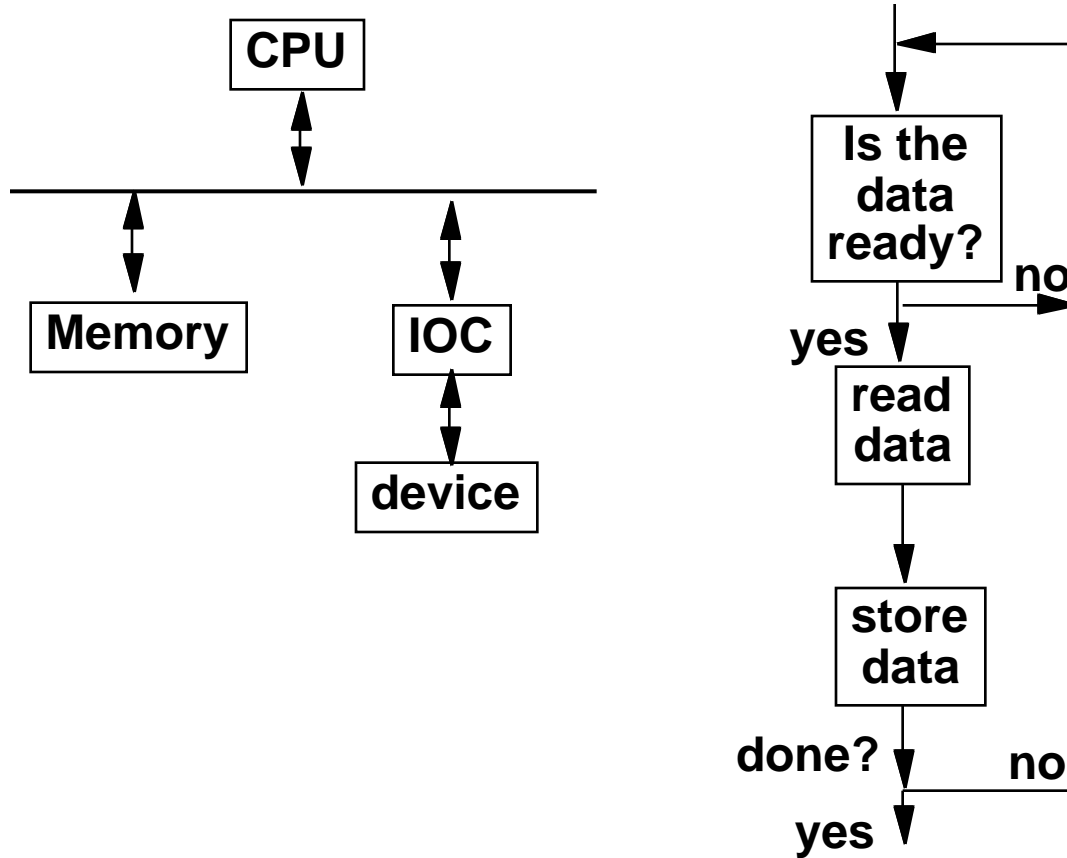 CPU
Memory
IOC
device
Is the
data
ready?
no
yes
read
data
store
data
done?
no
yes